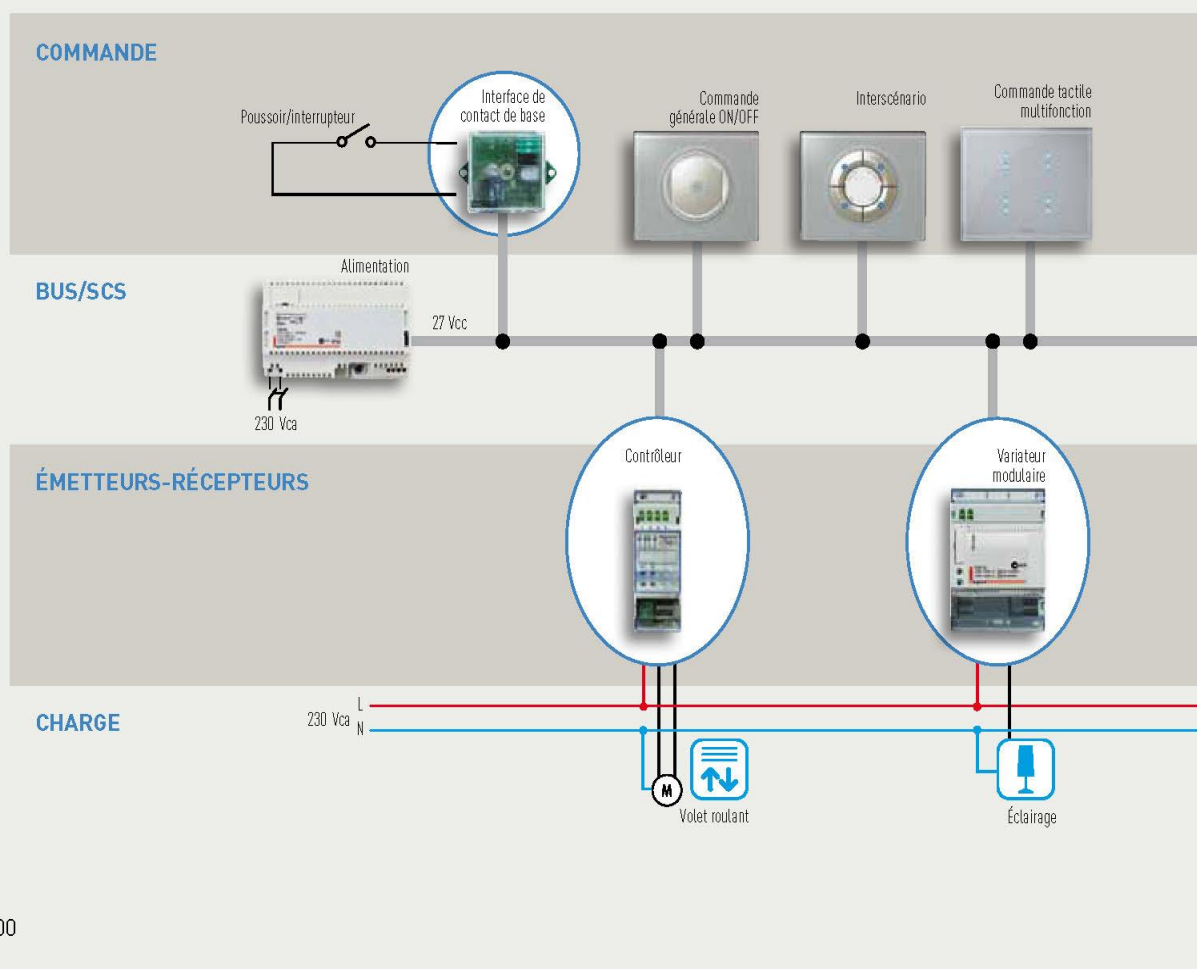 COMMANDE
Poussoir/interrupteur
Interface de
contact de base
Commande
générale ON/OFF
Interscénario
Commande tactile
multifonction
BUS/SCS
Alimentation
27 Vcc
230 Vca
ÉMETTEURS-RÉCEPTEURS
Contrôleur
Variateur
modulaire
CHARGE
230 Vca
L
N
M
Volet roulant
Éclairage
00